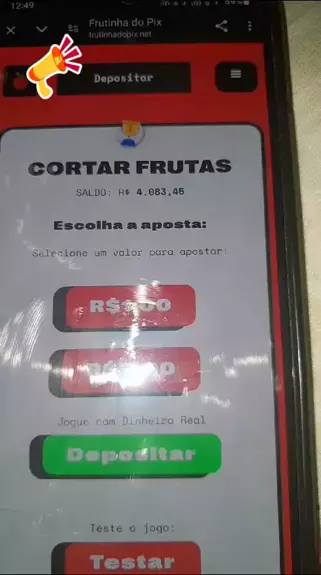 12:49
Frutinha do Pix
frutinhadopix.net
Depositar
CORTAR FRUTAS
SALDO: R$ 4.083,45
Escolha a aposta:
Selecione um valor para apostar:
Jogue com Dinheiro Real
Depositar
Teste o jogo:
Testar